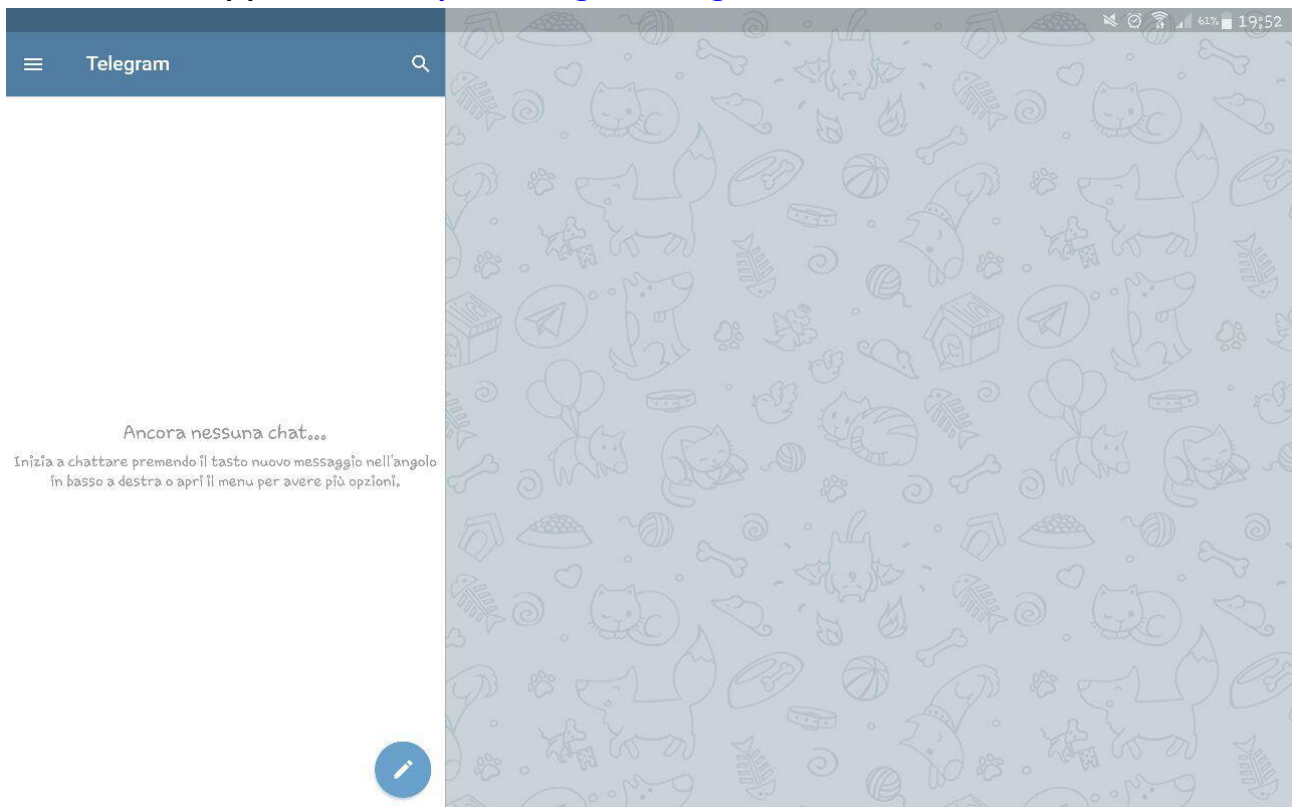 61% 19:52
Telegram
Ancora nessuna chat...
Inizia a chattare premendo il tasto nuovo messaggio nell'angolo
in basso a destra o apri il menu per avere più opzioni.